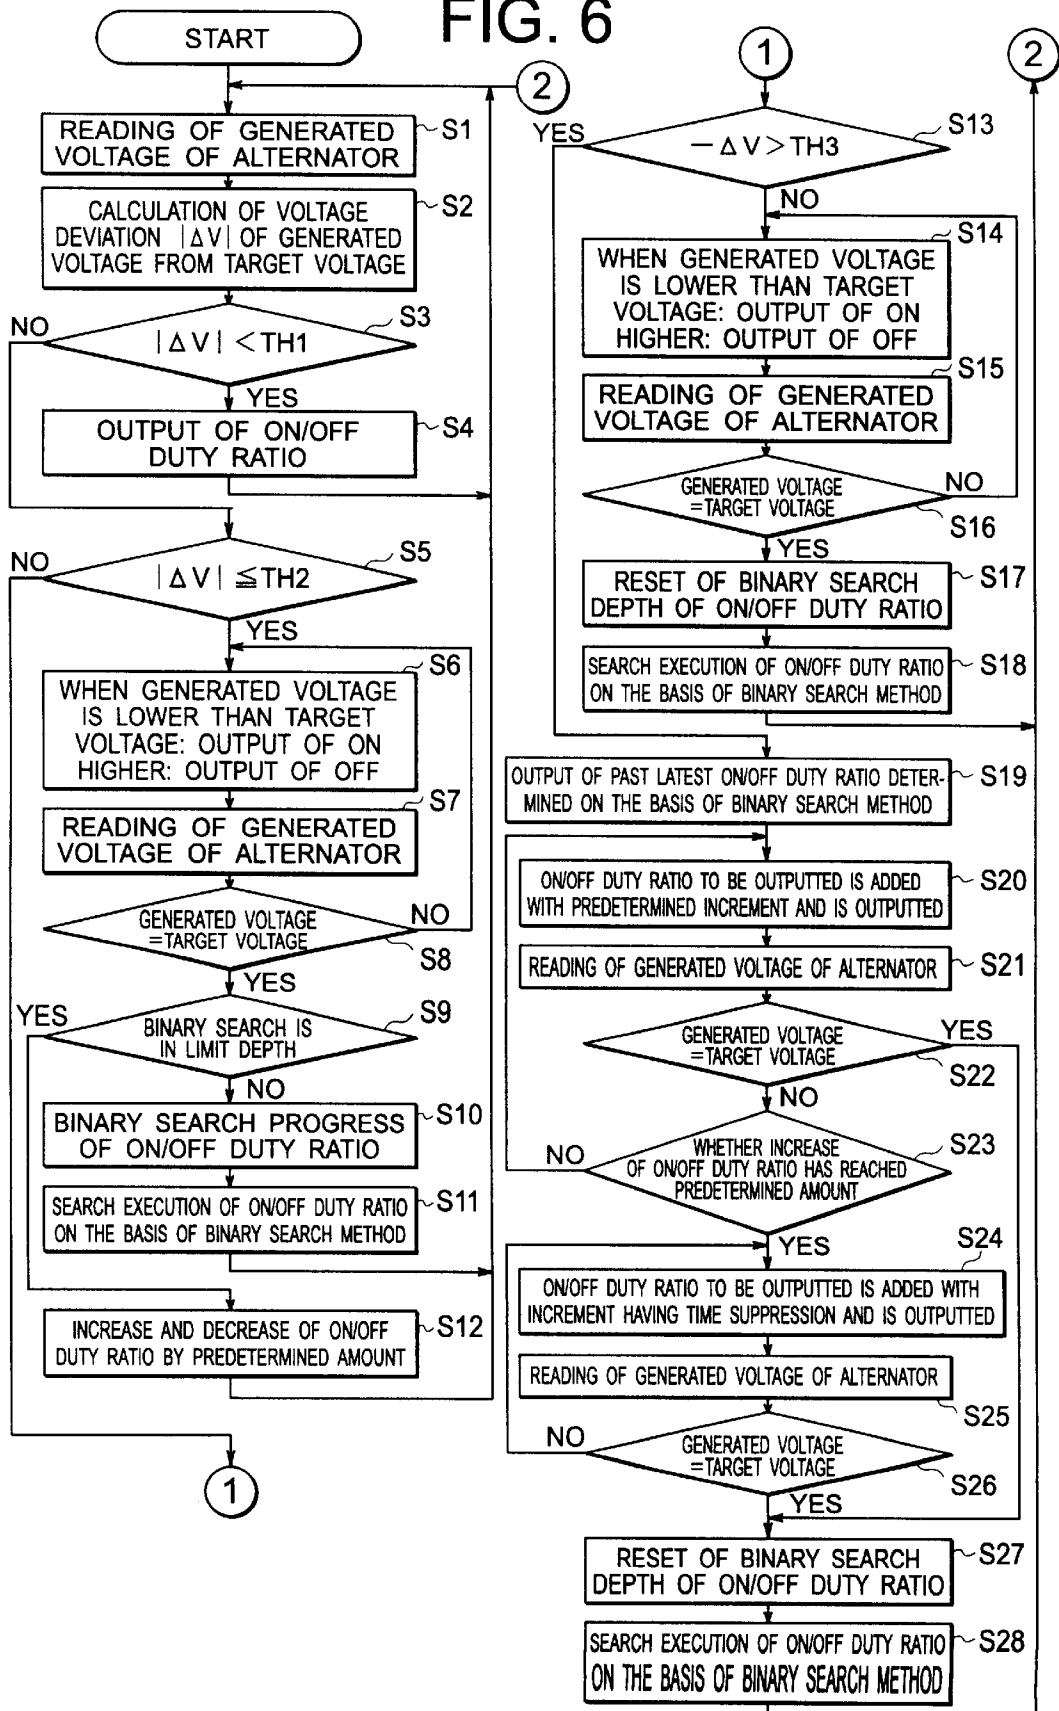 FIG. 6
START
2
READING OF GENERATED
VOLTAGE OF ALTERNATOR
S1
CALCULATION OF VOLTAGE
DEVIATION |ΔV| OF GENERATED
VOLTAGE FROM TARGET VOLTAGE
S2
|ΔV| <TH1
S3
NO
YES
OUTPUT OF ON/OFF
DUTY RATIO
S4
|ΔV| ≦TH2
S5
NO
YES
WHEN GENERATED VOLTAGE
IS LOWER THAN TARGET
VOLTAGE: OUTPUT OF ON
HIGHER: OUTPUT OF OFF
S6
READING OF GENERATED
VOLTAGE OF ALTERNATOR
S7
GENERATED VOLTAGE
=TARGET VOLTAGE
NO
S8
YES
BINARY SEARCH IS
IN LIMIT DEPTH
S9
YES
NO
BINARY SEARCH PROGRESS
OF ON/OFF DUTY RATIO
S10
SEARCH EXECUTION OF ON/OFF DUTY RATIO
ON THE BASIS OF BINARY SEARCH METHOD
S11
INCREASE AND DECREASE OF ON/OFF
DUTY RATIO BY PREDETERMINED AMOUNT
S12
1
1
2
−ΔV>TH3
S13
YES
NO
WHEN GENERATED VOLTAGE
IS LOWER THAN TARGET
VOLTAGE: OUTPUT OF ON
HIGHER: OUTPUT OF OFF
S14
READING OF GENERATED
VOLTAGE OF ALTERNATOR
S15
GENERATED VOLTAGE
=TARGET VOLTAGE
NO
S16
YES
RESET OF BINARY SEARCH
DEPTH OF ON/OFF DUTY RATIO
S17
SEARCH EXECUTION OF ON/OFF DUTY RATIO
ON THE BASIS OF BINARY SEARCH METHOD
S18
OUTPUT OF PAST LATEST ON/OFF DUTY RATIO DETER-
MINED ON THE BASIS OF BINARY SEARCH METHOD
S19
ON/OFF DUTY RATIO TO BE OUTPUTTED IS ADDED
WITH PREDETERMINED INCREMENT AND IS OUTPUTTED
S20
READING OF GENERATED VOLTAGE OF ALTERNATOR
S21
GENERATED VOLTAGE
=TARGET VOLTAGE
YES
S22
NO
WHETHER INCREASE
OF ON/OFF DUTY RATIO HAS REACHED
PREDETERMINED AMOUNT
S23
NO
YES
ON/OFF DUTY RATIO TO BE OUTPUTTED IS ADDED WITH
INCREMENT HAVING TIME SUPPRESSION AND IS OUTPUTTED
S24
READING OF GENERATED VOLTAGE OF ALTERNATOR
S25
GENERATED VOLTAGE
=TARGET VOLTAGE
NO
S26
YES
RESET OF BINARY SEARCH
DEPTH OF ON/OFF DUTY RATIO
S27
SEARCH EXECUTION OF ON/OFF DUTY RATIO
ON THE BASIS OF BINARY SEARCH METHOD
S28